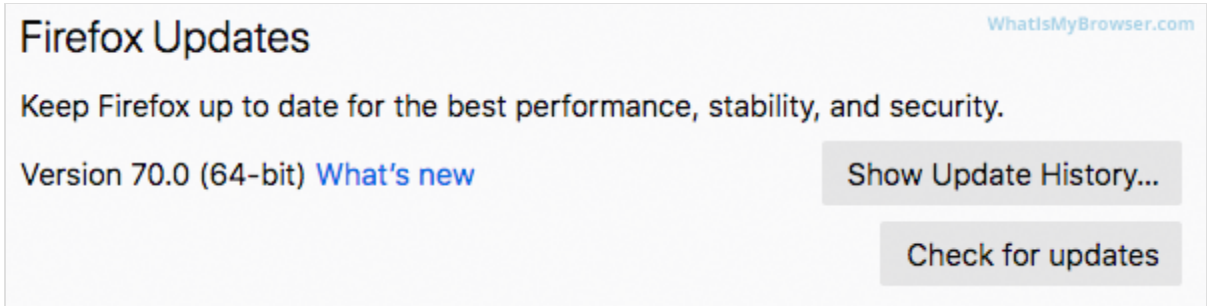 WhatIsMyBrowser.com
Firefox Updates
Keep Firefox up to date for the best performance, stability, and security.
Version 70.0 (64-bit) What's new
Show Update History...
Check for updates